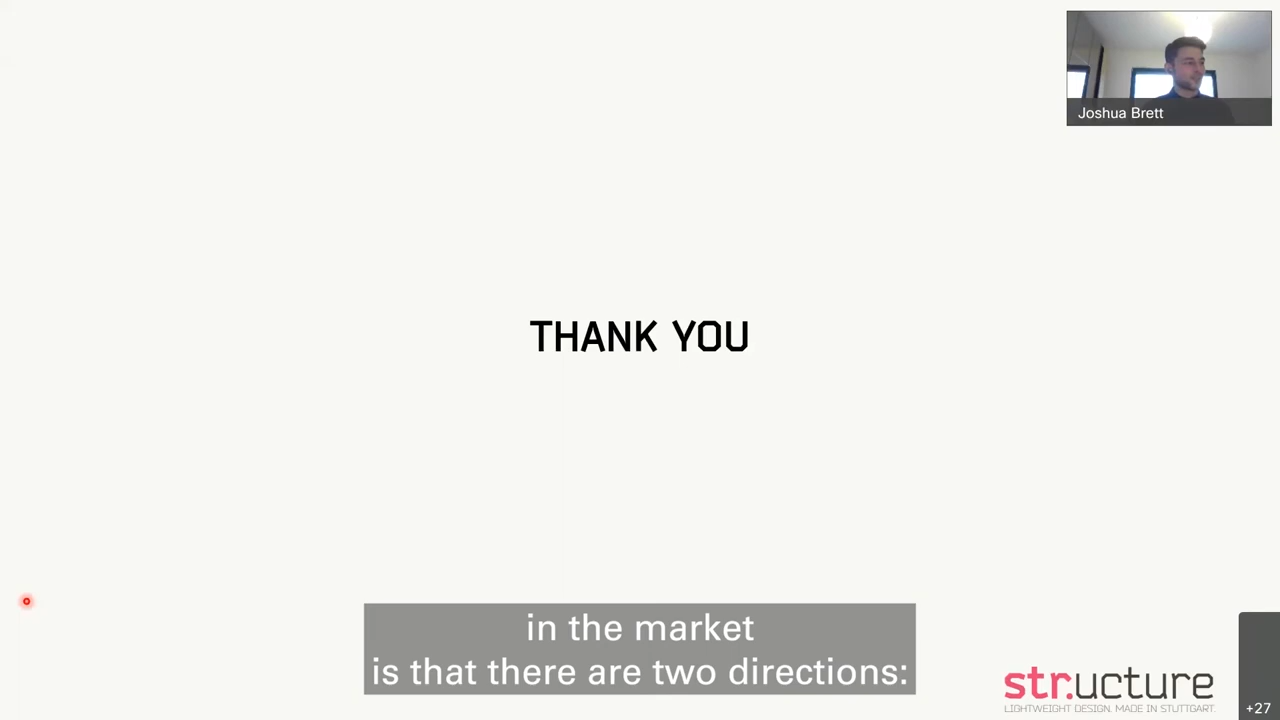 Joshua Brett
THANK YOU
in the market
is that there are two directions:
str.ucture
LIGHTWEIGHT DESIGN. MADE IN STUTTGART.
+27